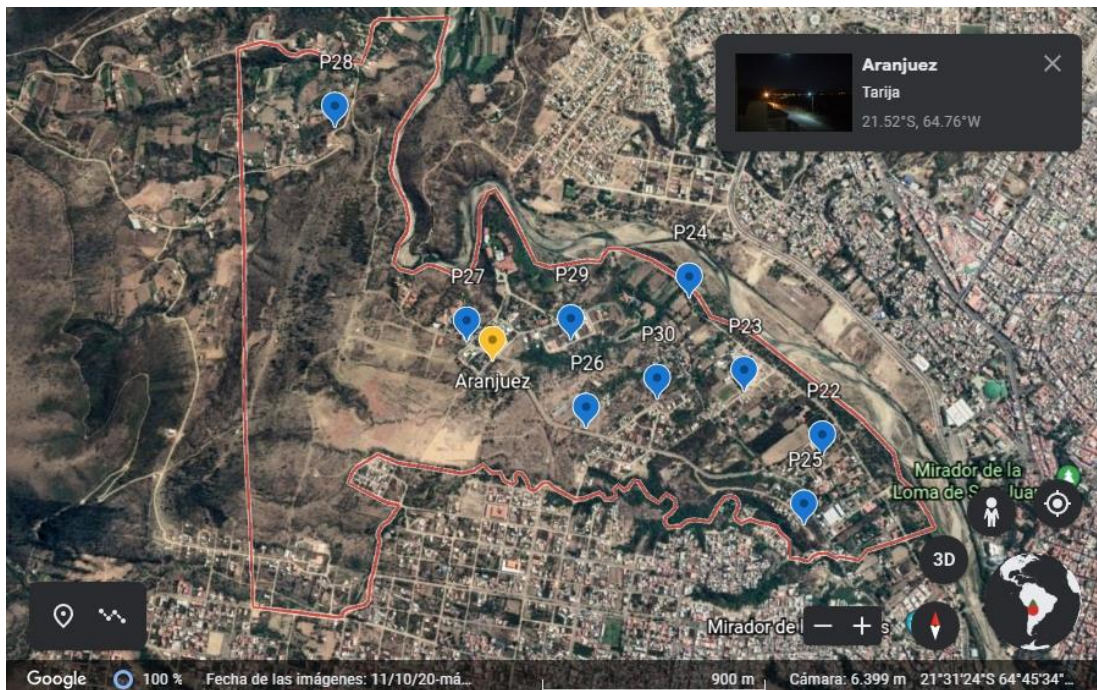 P28
Aranjuez
Tarija
21.52°S, 64.76°W
P24
P27
P29
P23
P30
Aranjuez
P26
P22
P25
Mirador de la
Loma de S
Jua
3D
Mirador de l
s
Google
100 %
Fecha de las imágenes: 11/10/20-má...
900 m
Cámara: 6.399 m
21°31'24"S 64°45'34"...